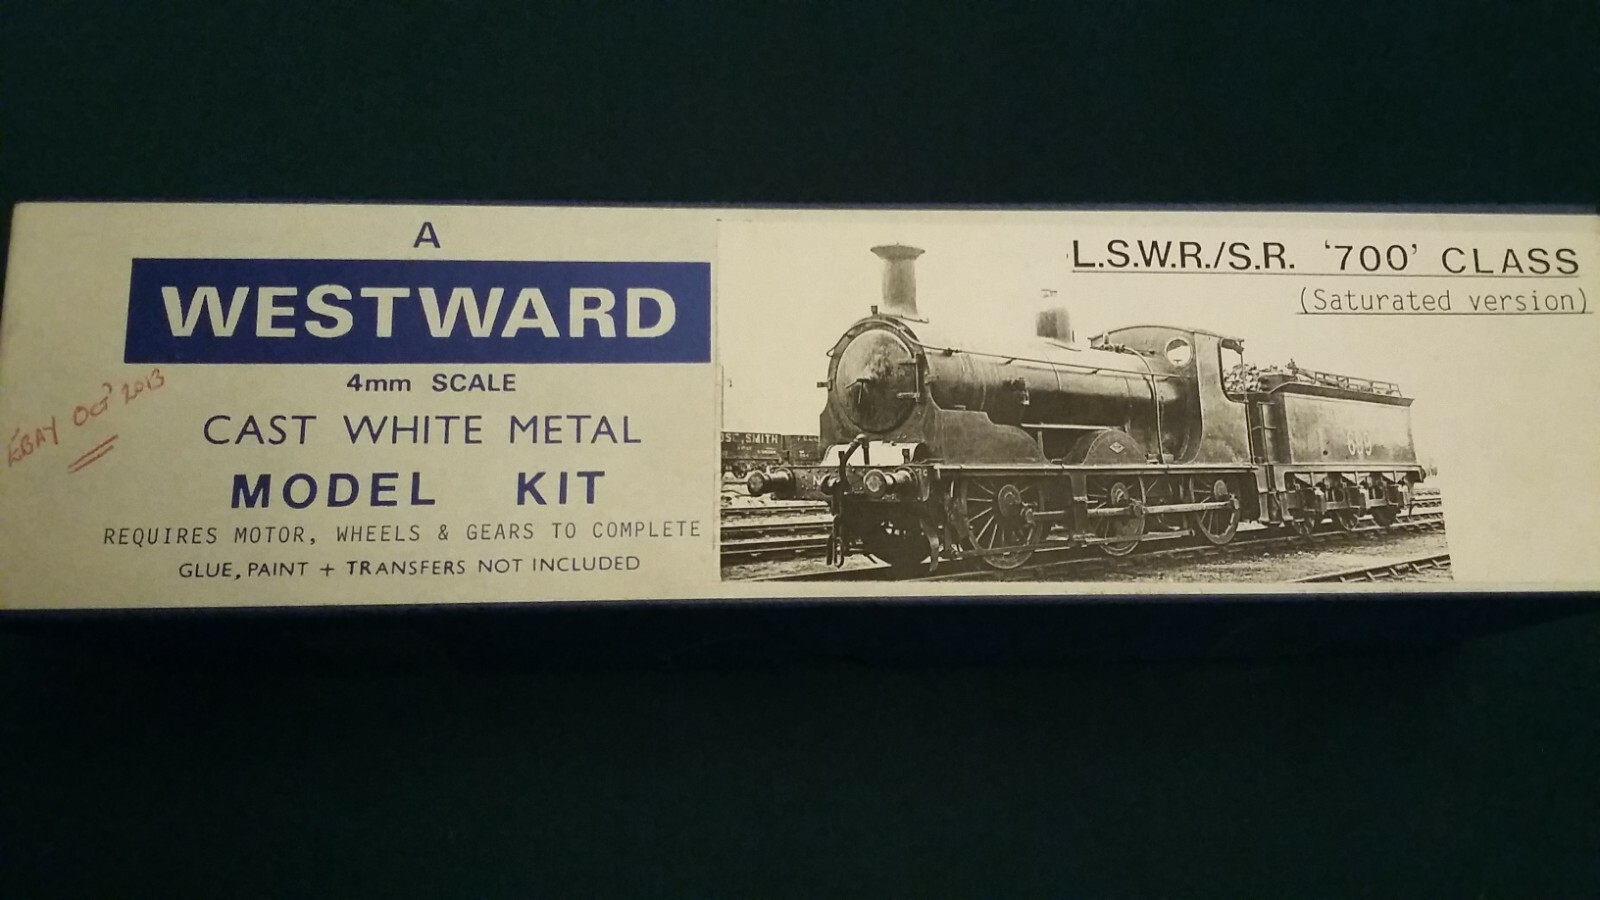 A
WESTWARD
4mm SCALE
CAST WHITE METAL
MODEL KIT
REQUIRES MOTOR, WHEELS & GEARS TO COMPLETE
GLUE, PAINT + TRANSFERS NOT INCLUDED
EBAY OCT' 2013
L.S.W.R./S.R. '700' CLASS
(Saturated version)
SMITH